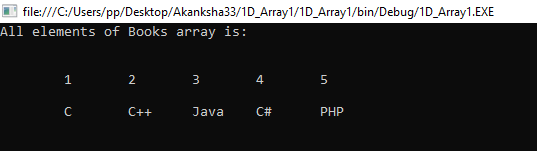 file:///C:/Users/pp/Desktop/Akanksha33/1D_Array1/1D_Array1/bin/Debug/1D_Array1.EXE
All elements of Books array is:
1 2 3 4 5
C C++ Java C# PHP